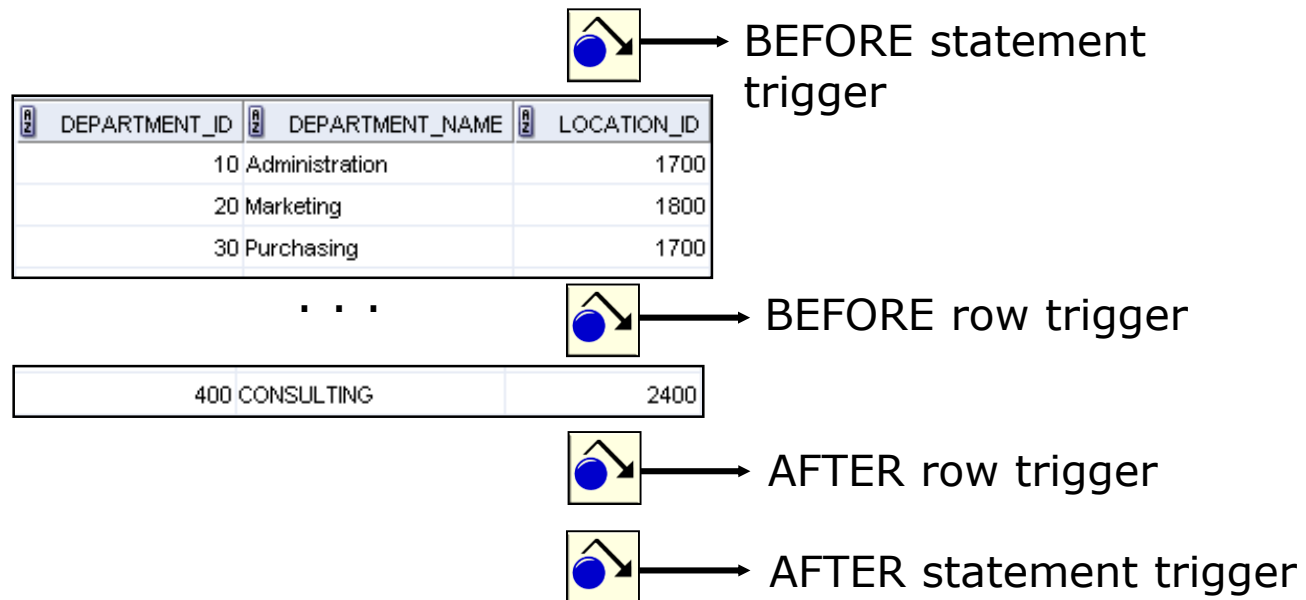 BEFORE statement
trigger
DEPARTMENT_ID DEPARTMENT_NAME LOCATION_ID
10 Administration 1700
20 Marketing 1800
30 Purchasing 1700
. . .
BEFORE row trigger
400 CONSULTING 2400
AFTER row trigger
AFTER statement trigger